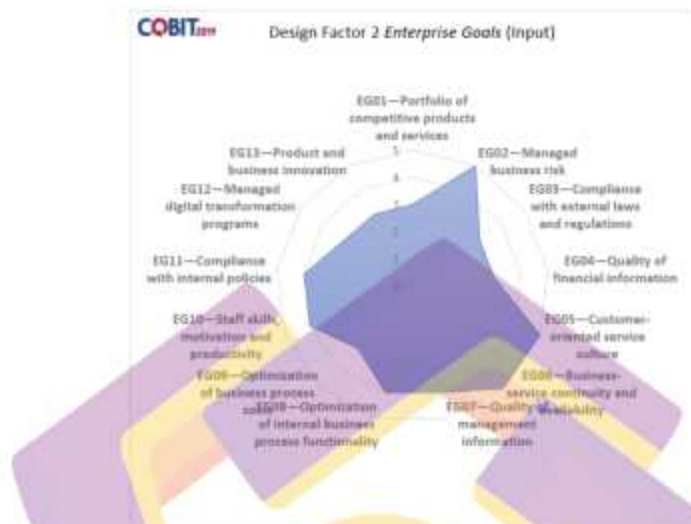 COBIT 2019
Design Factor 2 Enterprise Goals (Input)
EG01—Portfolio of
competitive products
and services
EG13—Product and
business innovation
EG02—Managed
business risk
EG12—Managed
digital transformation
programs
EG03—Compliance
with external laws
and regulations
5
4
3
2
1
EG11—Compliance
with internal policies
EG04—Quality of
financial information
EG10—Staff skills,
motivation and
productivity
EG05—Customer-
oriented service
culture
EG09—Optimization
of business process
costs
EG06—Business-
service continuity and
availability
EG08—Optimization
of internal business
process functionality
EG07—Quality of
management
information